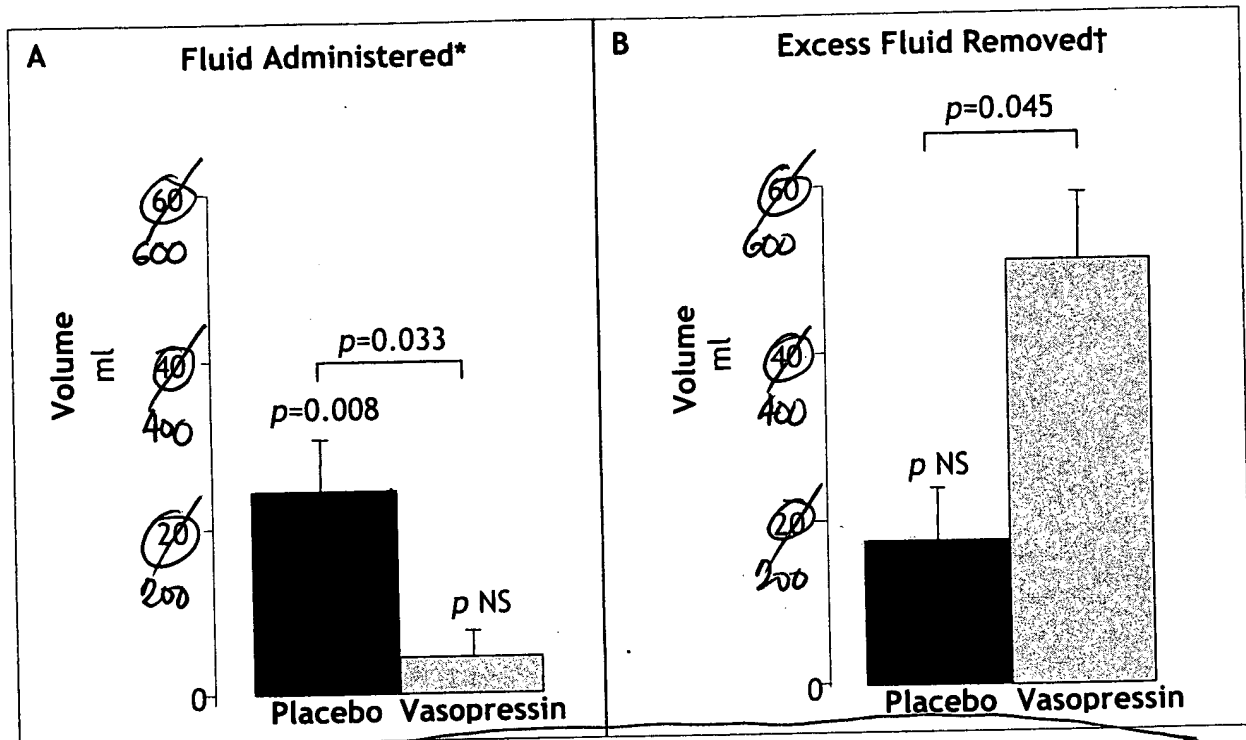 A
Fluid Administered*
60
600
p=0.033
40
p=0.008
400
Volume
ml
20
200
p NS
0
Placebo Vasopressin
B
Excess Fluid Removed†
p=0.045
60
600
40
400
Volume
ml
p NS
20
200
0
Placebo Vasopressin